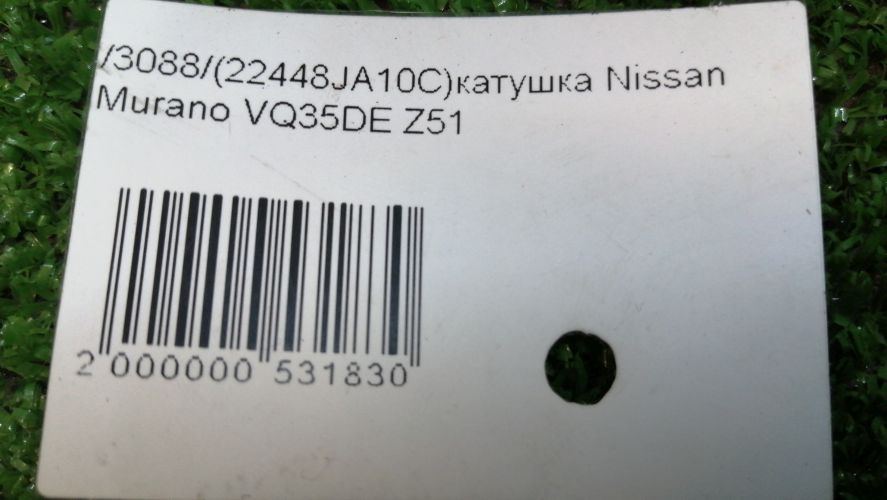 /3088/(22448JA10C)катушка Nissan
Murano VQ35DE Z51
2 000000 531830